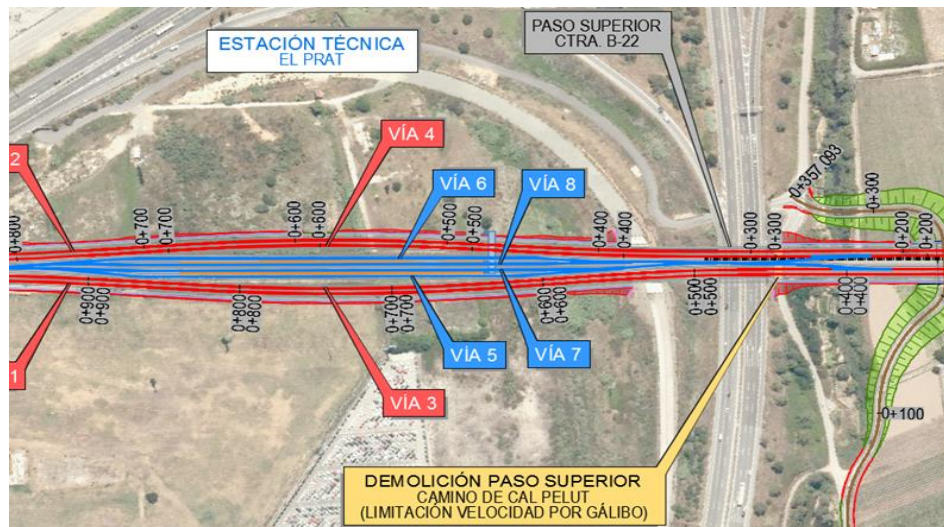 ESTACIÓN TÉCNICA
EL PRAT
PASO SUPERIOR
CTRA. B-22
VÍA 4
2
VÍA 6
VÍA 8
0+357.093
0+300
0+200
0+800
0+700
0+700
0+600
0+600
0+500
0+500
0+400
0+400
0+300
0+300
0+200
0+200
0+900
0+900
0+800
0+800
0+700
0+700
0+600
0+600
0+500
0+500
0+400
0+400
1
VÍA 5
VÍA 7
VÍA 3
0+100
DEMOLICIÓN PASO SUPERIOR
CAMINO DE CAL PELUT
(LIMITACIÓN VELOCIDAD POR GÁLIBO)